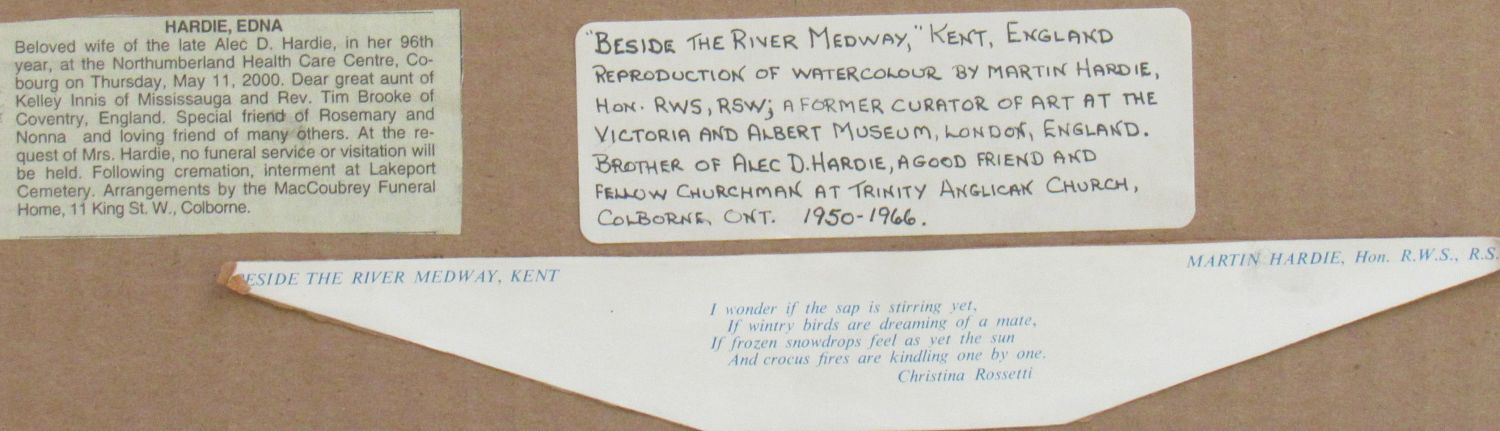 HARDIE, EDNA
Beloved wife of the late Alec D. Hardie, in her 96th
year, at the Northumberland Health Care Centre, Co-
bourg on Thursday, May 11, 2000. Dear great aunt of
Kelley Innis of Mississauga and Rev. Tim Brooke of
Coventry, England. Special friend of Rosemary and
Nonna and loving friend of many others. At the re-
quest of Mrs. Hardie, no funeral service or visitation will
be held. Following cremation, interment at Lakeport
Cemetery. Arrangements by the MacCoubrey Funeral
Home, 11 King St. W., Colborne.
"BESIDE THE RIVER MEDWAY," KENT, ENGLAND
REPRODUCTION OF WATERCOLOUR BY MARTIN HARDIE,
HON. RWS, RSW; A FORMER CURATOR OF ART AT THE
VICTORIA AND ALBERT MUSEUM, LONDON, ENGLAND.
BROTHER OF ALEC D. HARDIE, A GOOD FRIEND AND
FELLOW CHURCHMAN AT TRINITY ANGLICAN CHURCH,
COLBORNE, ONT. 1950-1966.
ESIDE THE RIVER MEDWAY, KENT
MARTIN HARDIE, Hon. R.W.S., R.S.
I wonder if the sap is stirring yet,
If wintry birds are dreaming of a mate,
If frozen snowdrops feel as yet the sun
And crocus fires are kindling one by one.
Christina Rossetti